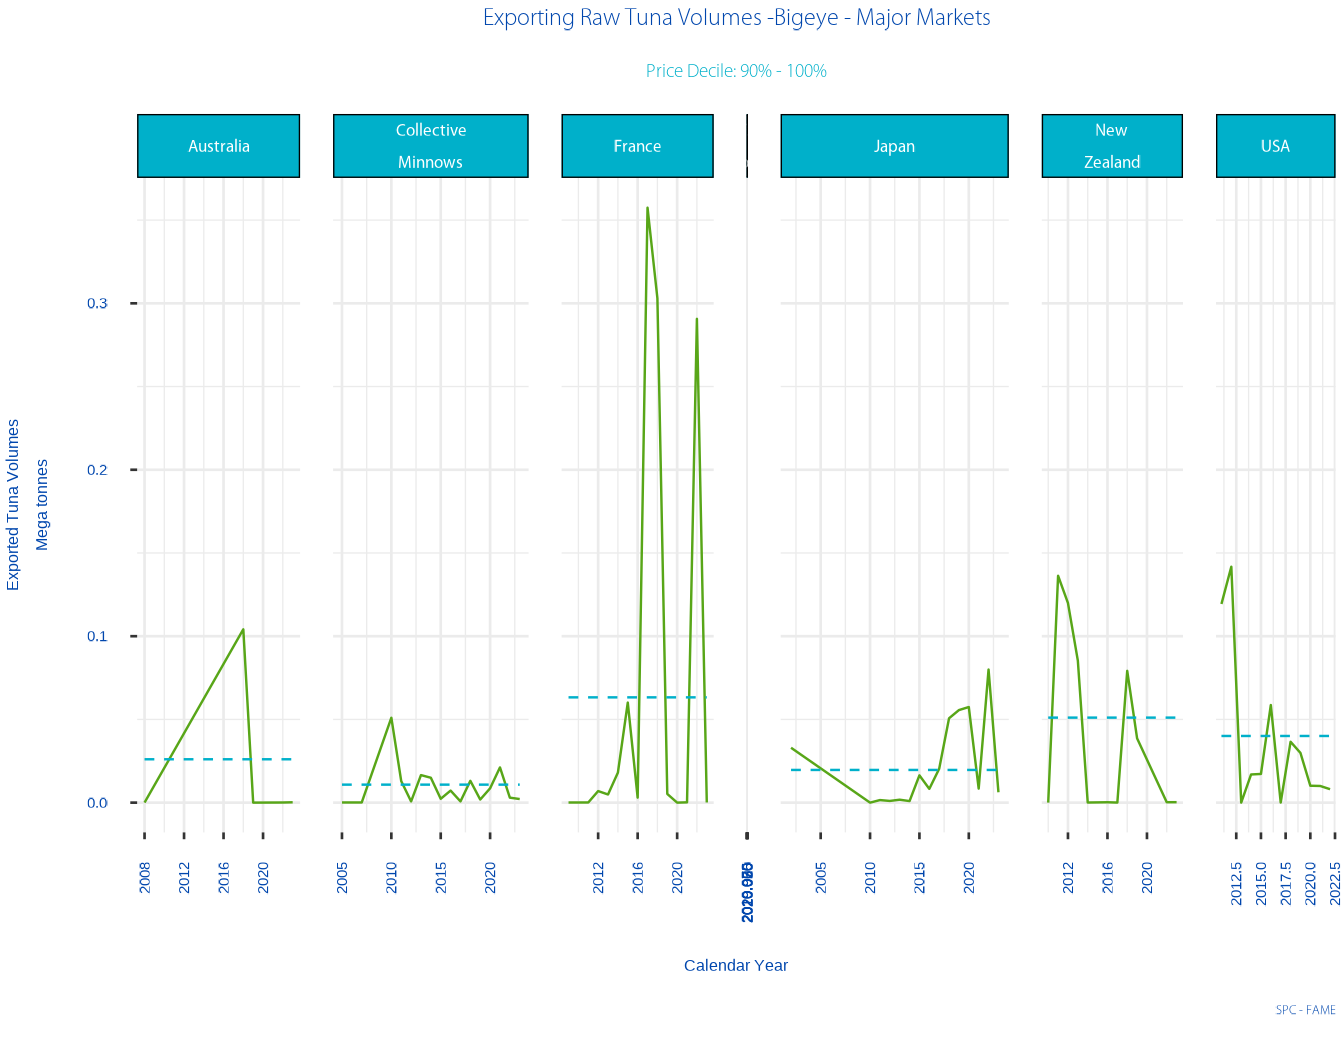 Exporting Raw Tuna Volumes -Bigeye - Major Markets
Price Decile: 90% - 100%
Australia
Collective
Minnows
France
Japan
New
Zealand
USA
Exported Tuna Volumes
Mega tonnes
0.3
0.2
0.1
0.0
2008 2012 2016 2020
2005 2010 2015 2020
2012 2016 2020
2005 2010 2015 2020
2012 2016 2020
2012.5 2015.0 2017.5 2020.0 2022.5
Calendar Year
SPC - FAME